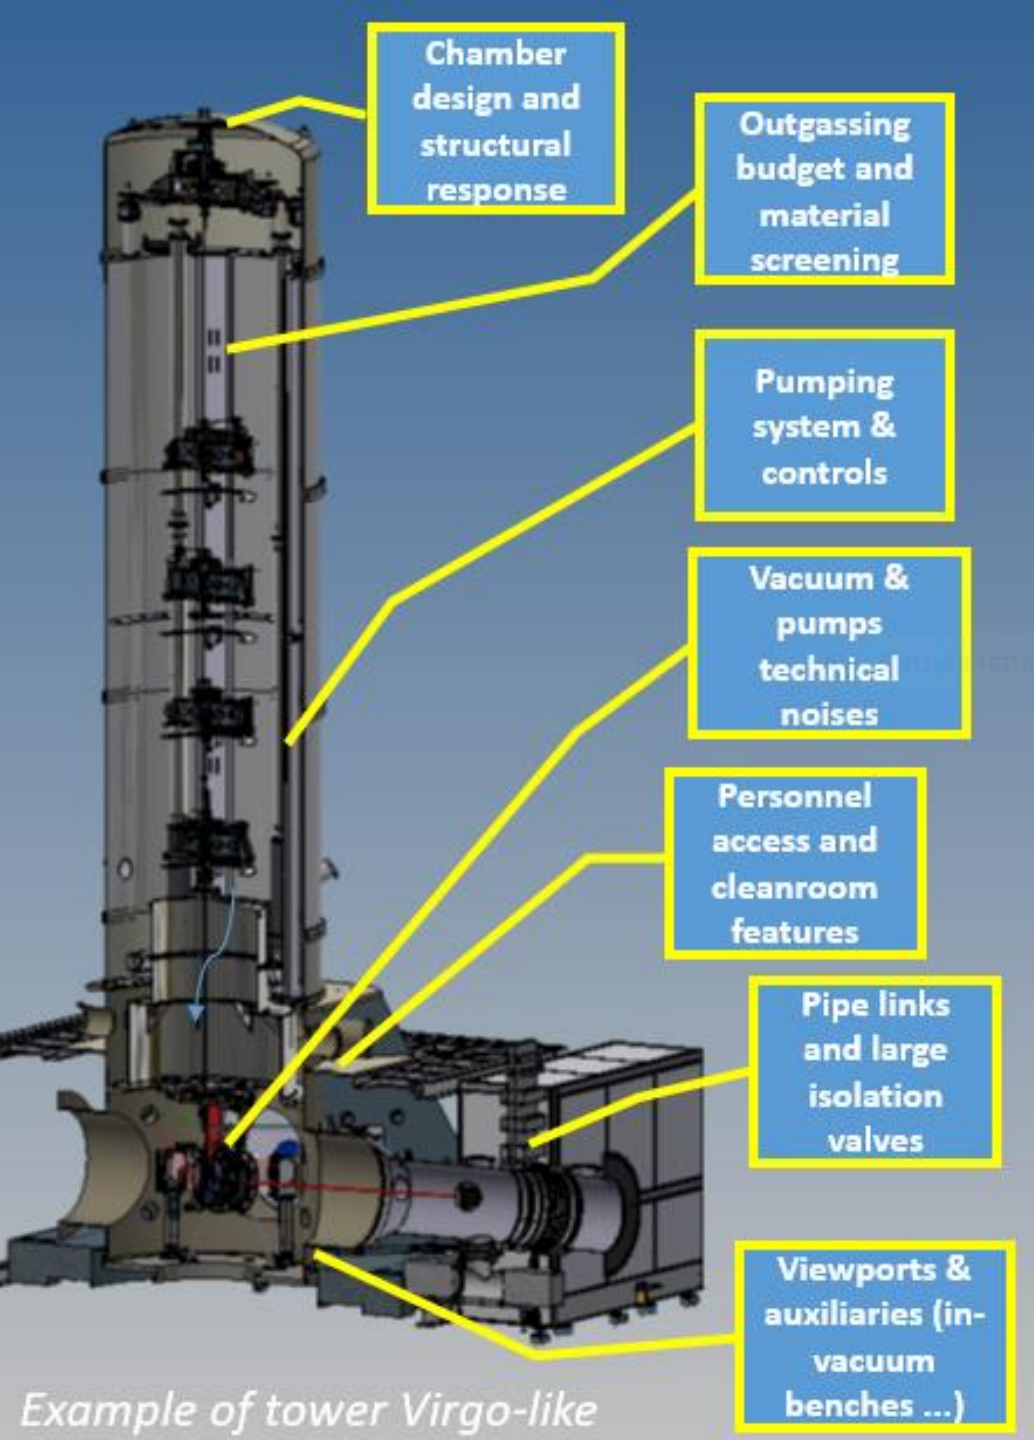 Chamber
design and
structural
response
Outgassing
budget and
material
screening
Pumping
system &
controls
Vacuum &
pumps
technical
noises
Personnel
access and
cleanroom
features
Pipe links
and large
isolation
valves
Viewports &
auxiliaries (in-
vacuum
benches ...)
Example of tower Virgo-like